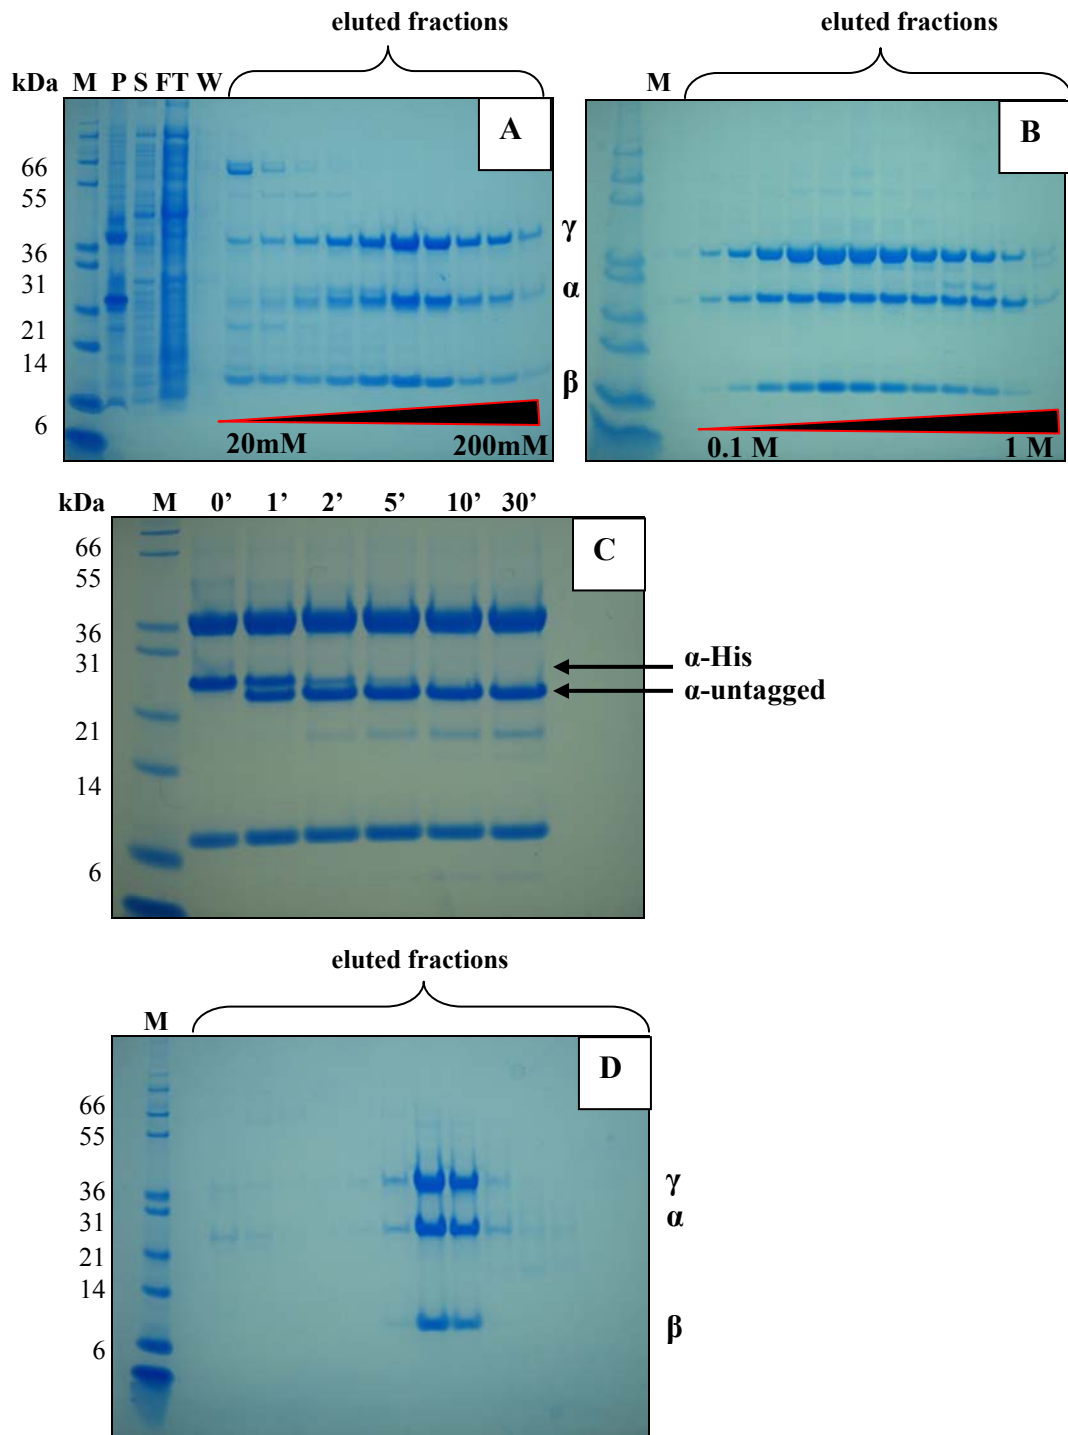 eluted fractions
eluted fractions
kDa M P S FT W
M
A
B
66
55
36
31
21
14
6
γ
α
β
20mM 200mM
0.1 M 1 M
kDa M 0’ 1’ 2’ 5’ 10’ 30’
C
66
55
36
31
21
14
6
α-His
α-untagged
eluted fractions
M
D
66
55
36
31
21
14
6
γ
α
β